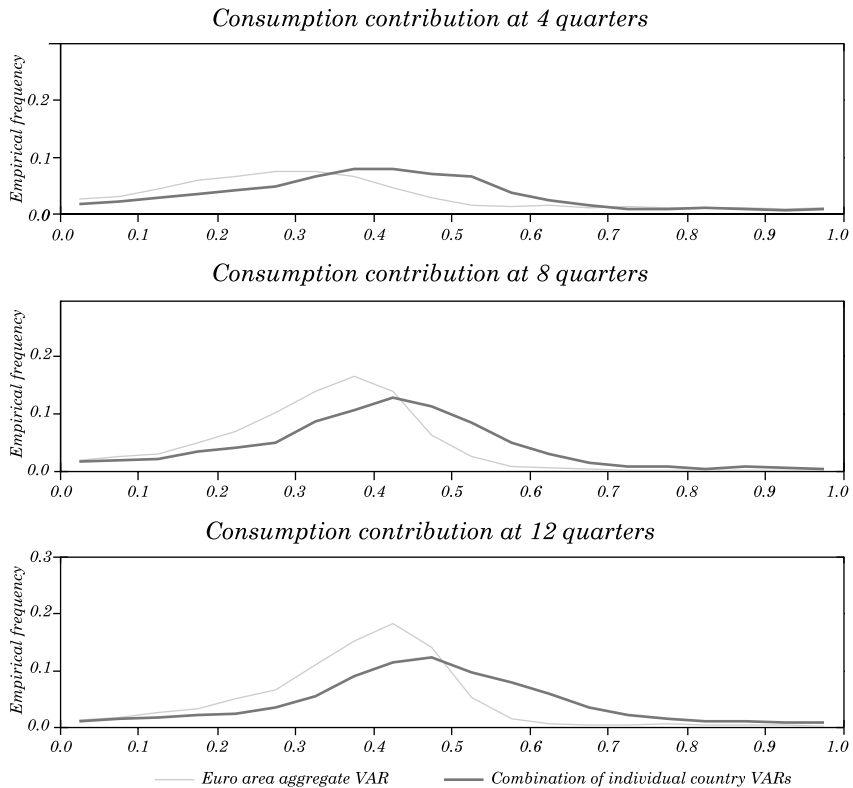 Consumption contribution at 4 quarters
Empirical frequency
0.2
0.1
0.0
0.0 0.1 0.2 0.3 0.4 0.5 0.6 0.7 0.8 0.9 1.0
Consumption contribution at 8 quarters
Empirical frequency
0.2
0.1
0.0
0.0 0.1 0.2 0.3 0.4 0.5 0.6 0.7 0.8 0.9 1.0
Consumption contribution at 12 quarters
Empirical frequency
0.3
0.2
0.1
0.0
0.0 0.1 0.2 0.3 0.4 0.5 0.6 0.7 0.8 0.9 1.0
Euro area aggregate VAR Combination of individual country VARs